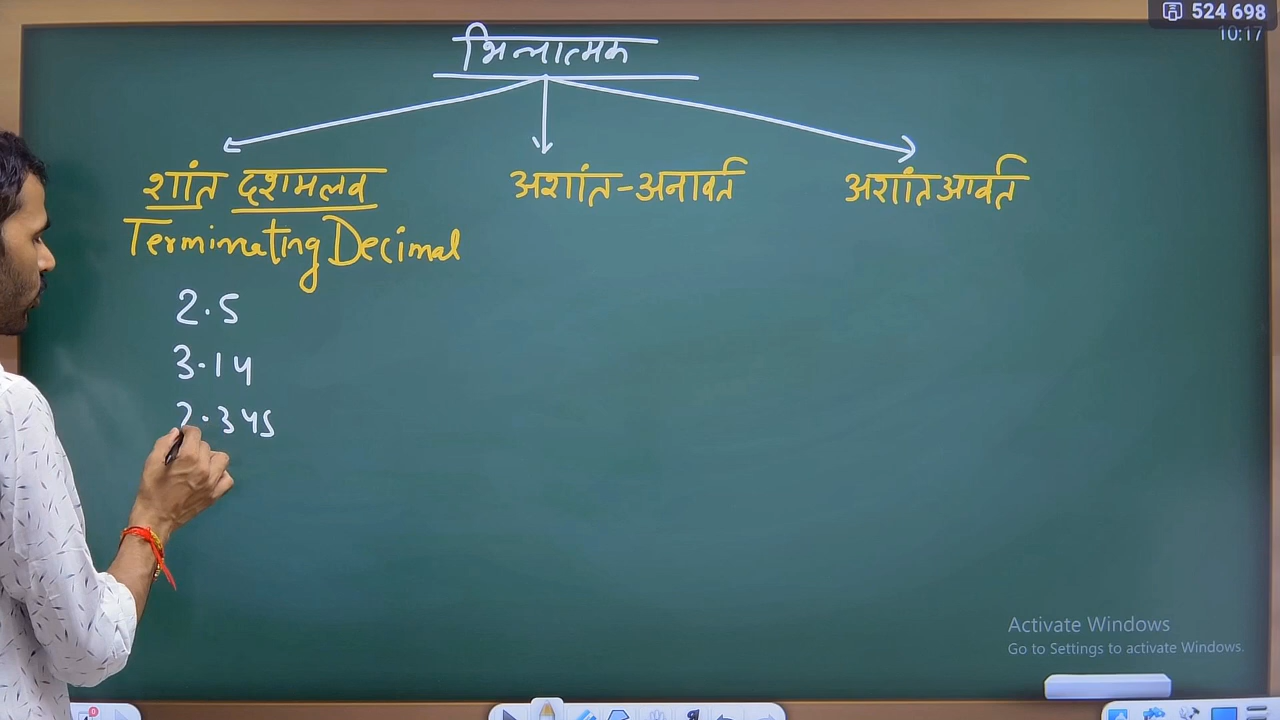 524 698
10:17
भिन्नात्मक
शांत दशमलव
अशांत-अनावर्त
अशांत आवर्त
Terminating Decimal
2.5
3.14
2.345
Activate Windows
Go to Settings to activate Windows.